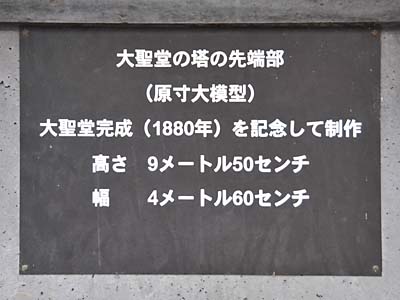 大聖堂の塔の先端部
(原寸大模型)
大聖堂完成(1880年)を記念して制作
高さ 9メートル50センチ
幅 4メートル60センチ